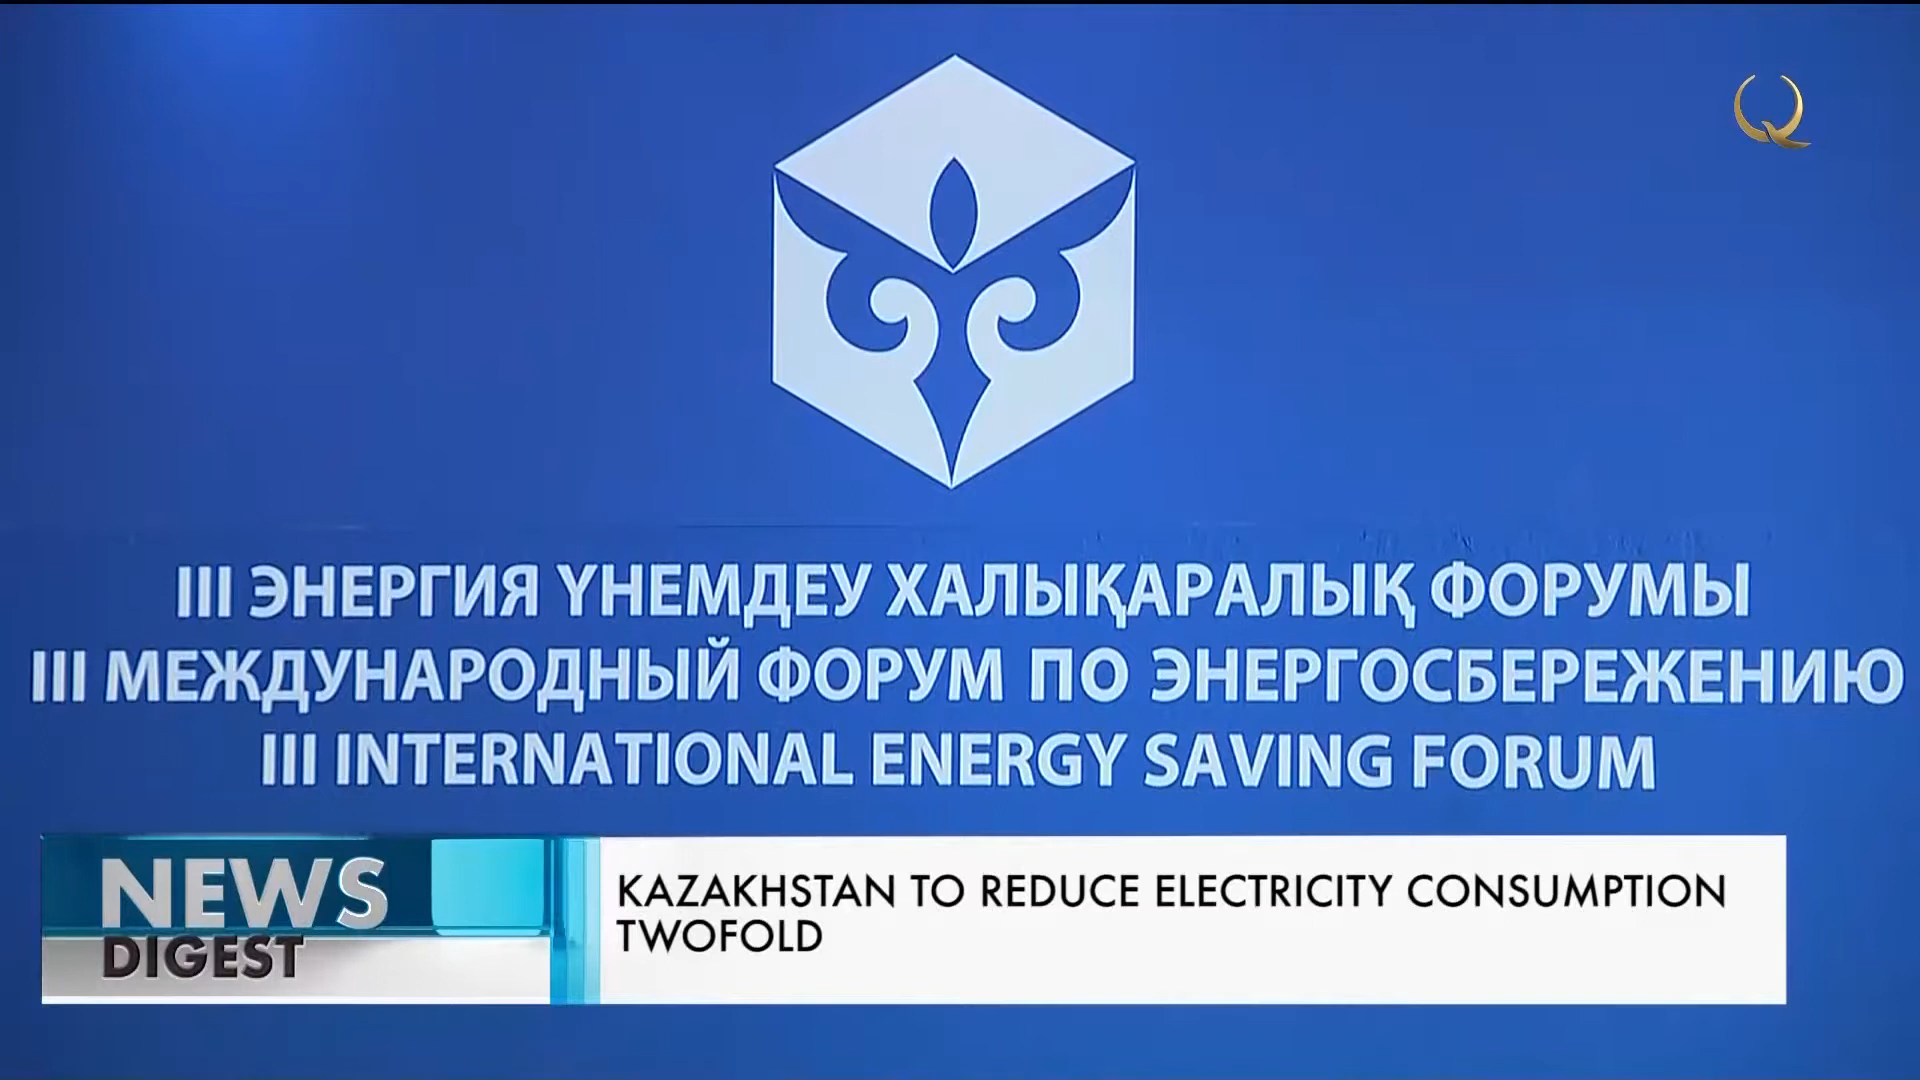 III ЭНЕРГИЯ ҮНЕМДЕУ ХАЛЫҚАРАЛЫҚ ФОРУМЫ
III МЕЖДУНАРОДНЫЙ ФОРУМ ПО ЭНЕРГОСБЕРЕЖЕНИЮ
III INTERNATIONAL ENERGY SAVING FORUM
NEWS
DIGEST
KAZAKHSTAN TO REDUCE ELECTRICITY CONSUMPTION
TWOFOLD